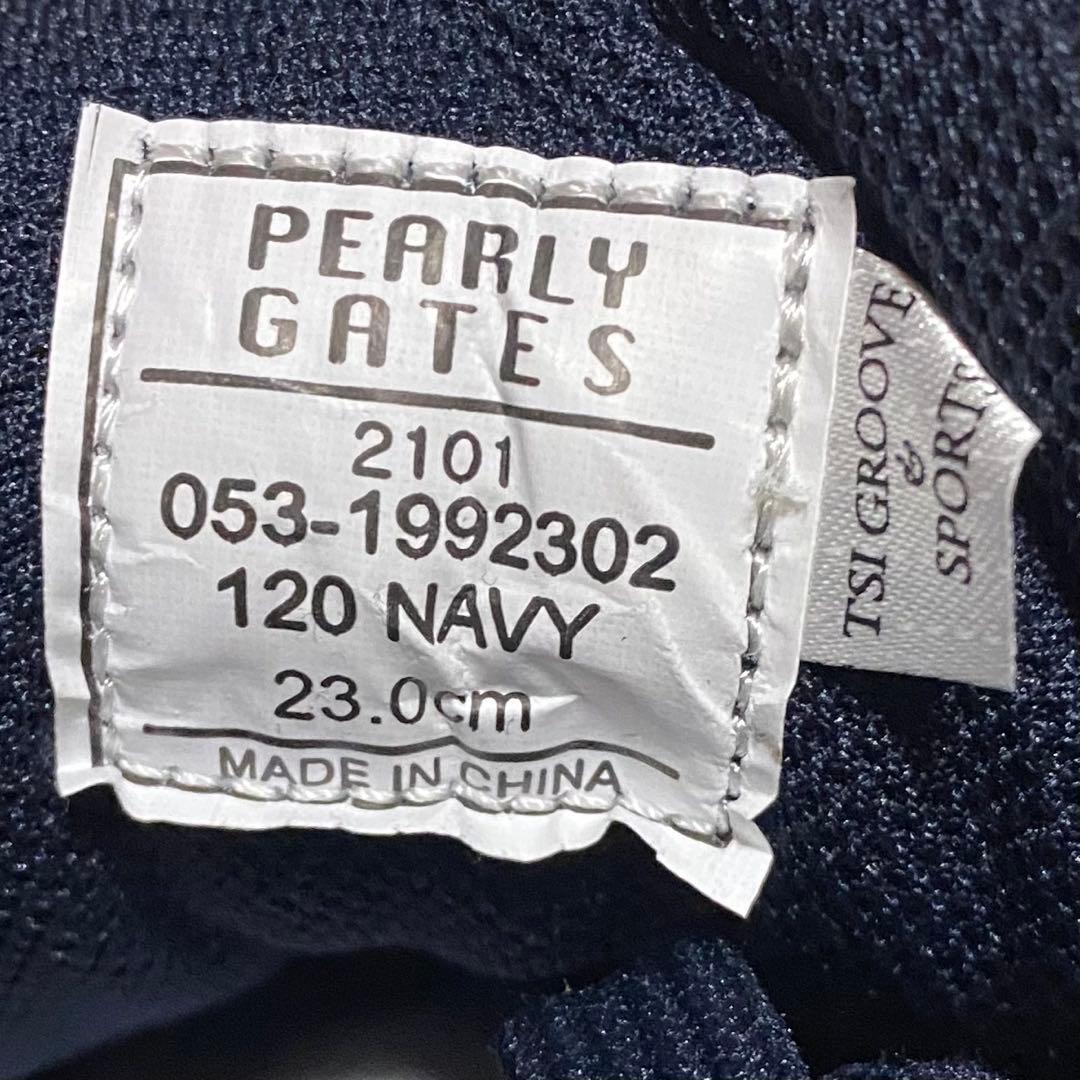 PEARLY
GATES
2101
053-1992302
120 NAVY
23.0cm
MADE IN CHINA
TSI GROOVE
&
SPORTS